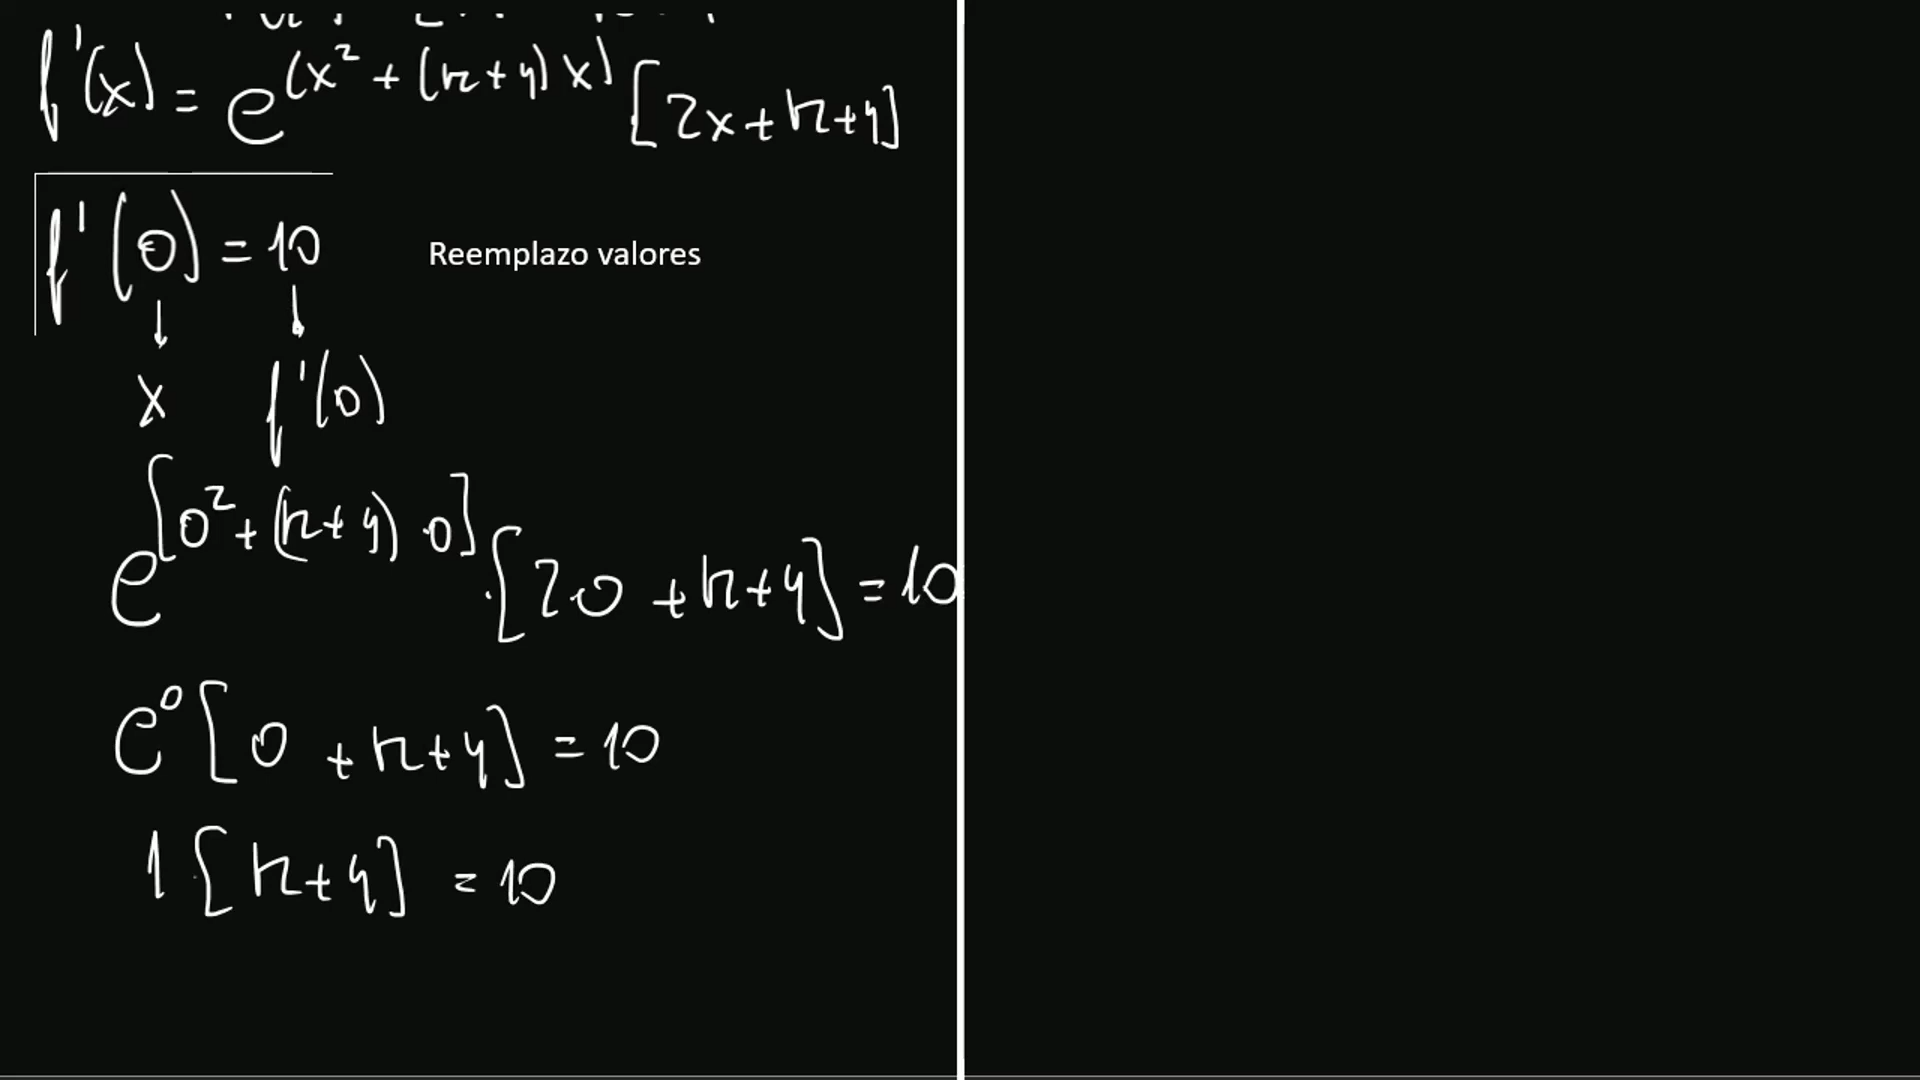 f'(x) = e^(x² + (k+4) x) [2x + k + 4]
f'(0) = 10 Reemplazo valores
↓ ↓
x f'(0)
e^[0² + (k+4) ·0] · [2·0 + k+4] = 10
e⁰ [0 + k+4] = 10
1 [k+4] = 10